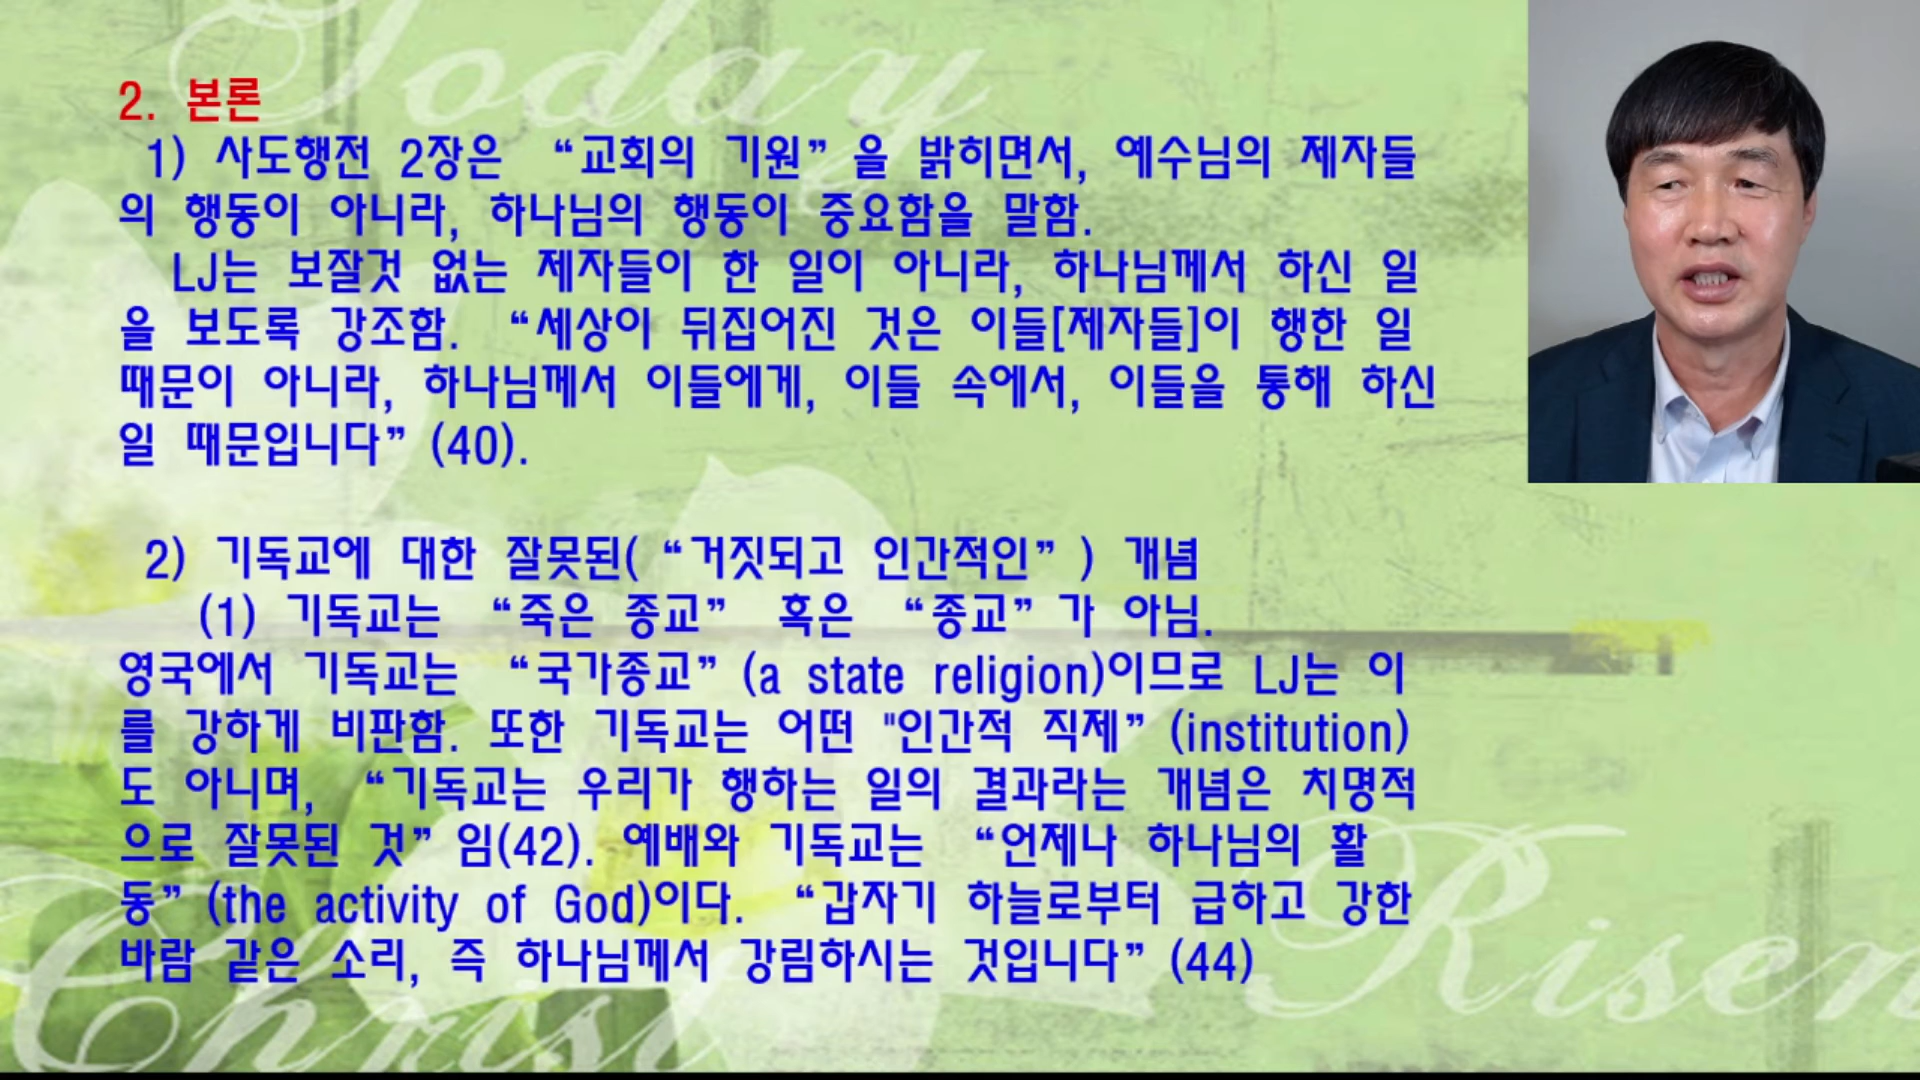 Today
2. 본론
1) 사도행전 2장은 “교회의 기원”을 밝히면서, 예수님의 제자들
의 행동이 아니라, 하나님의 행동이 중요함을 말함.
LJ는 보잘것 없는 제자들이 한 일이 아니라, 하나님께서 하신 일
을 보도록 강조함. “세상이 뒤집어진 것은 이들[제자들]이 행한 일
때문이 아니라, 하나님께서 이들에게, 이들 속에서, 이들을 통해 하신
일 때문입니다” (40).
2) 기독교에 대한 잘못된( “거짓되고 인간적인” ) 개념
(1) 기독교는 “죽은 종교” 혹은 “종교”가 아님.
영국에서 기독교는 “국가종교” (a state religion)이므로 LJ는 이
를 강하게 비판함. 또한 기독교는 어떤 "인간적 직제” (institution)
도 아니며, “기독교는 우리가 행하는 일의 결과라는 개념은 치명적
으로 잘못된 것” 임(42). 예배와 기독교는 “언제나 하나님의 활
동” (the activity of God)이다. “갑자기 하늘로부터 급하고 강한
바람 같은 소리, 즉 하나님께서 강림하시는 것입니다” (44)
Christ
Risen